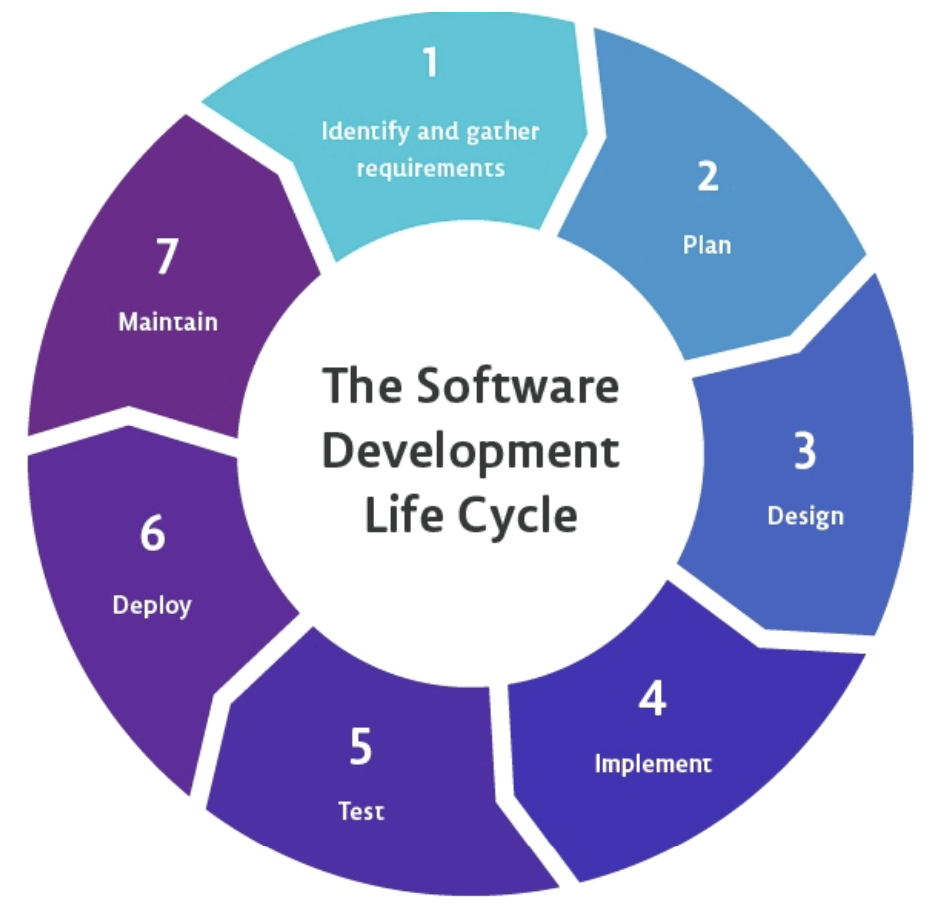 1
Identify and gather
requirements
2
Plan
3
Design
4
Implement
5
Test
6
Deploy
7
Maintain
The Software
Development
Life Cycle